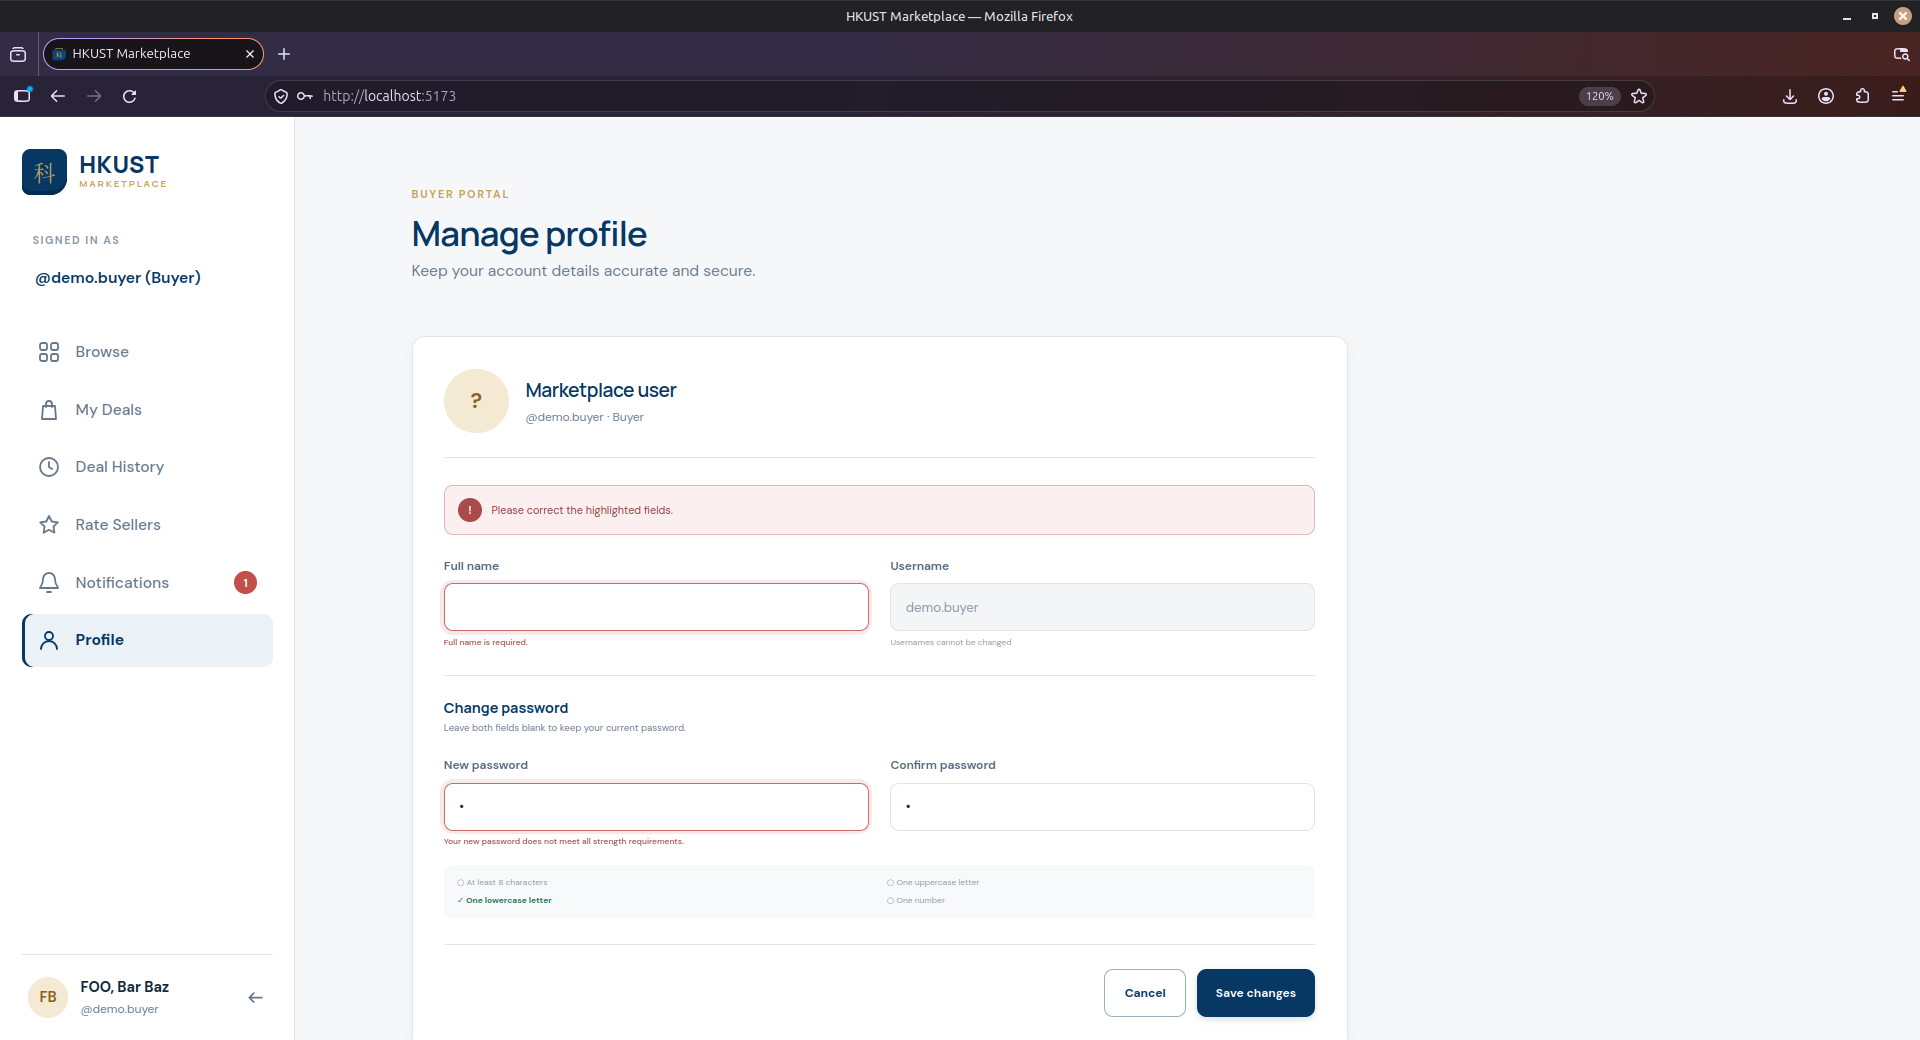 HKUST Marketplace — Mozilla Firefox
HKUST Marketplace
http://localhost:5173
120%
科
HKUST
MARKETPLACE
SIGNED IN AS
@demo.buyer (Buyer)
Browse
My Deals
Deal History
Rate Sellers
Notifications
1
Profile
FB
FOO, Bar Baz
@demo.buyer
BUYER PORTAL
Manage profile
Keep your account details accurate and secure.
?
Marketplace user
@demo.buyer · Buyer
!
Please correct the highlighted fields.
Full name
Full name is required.
Username
demo.buyer
Usernames cannot be changed
Change password
Leave both fields blank to keep your current password.
New password
•
Your new password does not meet all strength requirements.
Confirm password
•
○ At least 8 characters
○ One uppercase letter
✓ One lowercase letter
○ One number
Cancel
Save changes